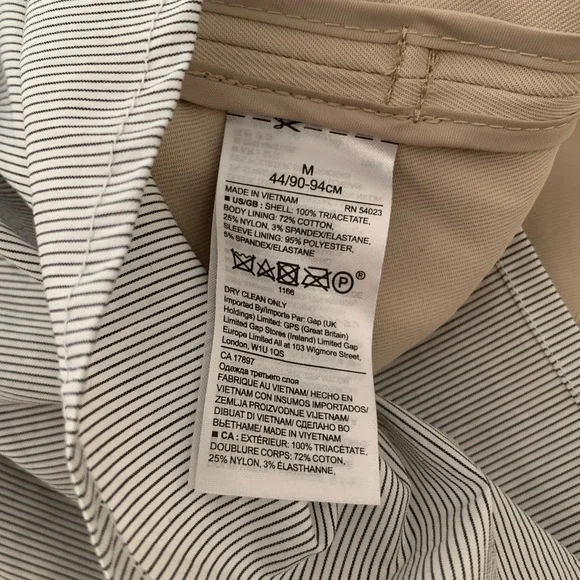 M
44/90-94CM
MADE IN VIETNAM RN 54023
■ US/GB : SHELL: 100% TRIACETATE,
BODY LINING: 72% COTTON,
25% NYLON, 3% SPANDEX/ELASTANE,
SLEEVE LINING: 95% POLYESTER,
5% SPANDEX/ELASTANE
P ®
1166
DRY CLEAN ONLY
Imported By/Importe Par: Gap (UK
Holdings) Limited: GPS (Great Britain)
Limited Gap Stores (Ireland) Limited: Gap
Europe Limited All at 103 Wigmore Street,
London, W1U 1QS
CA 17897
Одежда третьего слоя
FABRIQUE AU VIETNAM/ HECHO EN
VIETNAM CON INSUMOS IMPORTADOS/
ZEMLJA PROIZVODNJE VIJETNAM/
DIBUAT DI VIETNAM/ СДЕЛАНО ВО
ВЬЕТНАМЕ/ MADE IN VIYETNAM
■ CA : EXTÉRIEUR: 100% TRIACÉTATE,
DOUBLURE CORPS: 72% COTON,
25% NYLON, 3% ÉLASTHANNE,